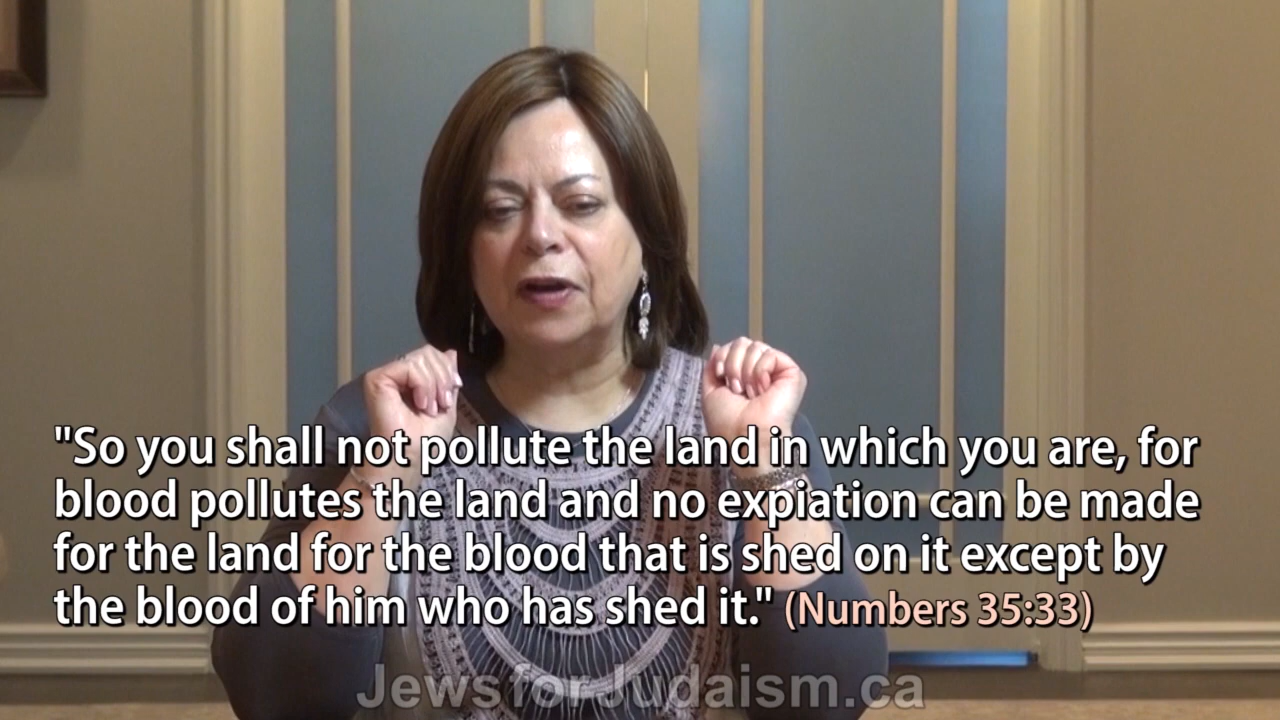 "So you shall not pollute the land in which you are, for
blood pollutes the land and no expiation can be made
for the land for the blood that is shed on it except by
the blood of him who has shed it." (Numbers 35:33)
JewsforJudaism.ca